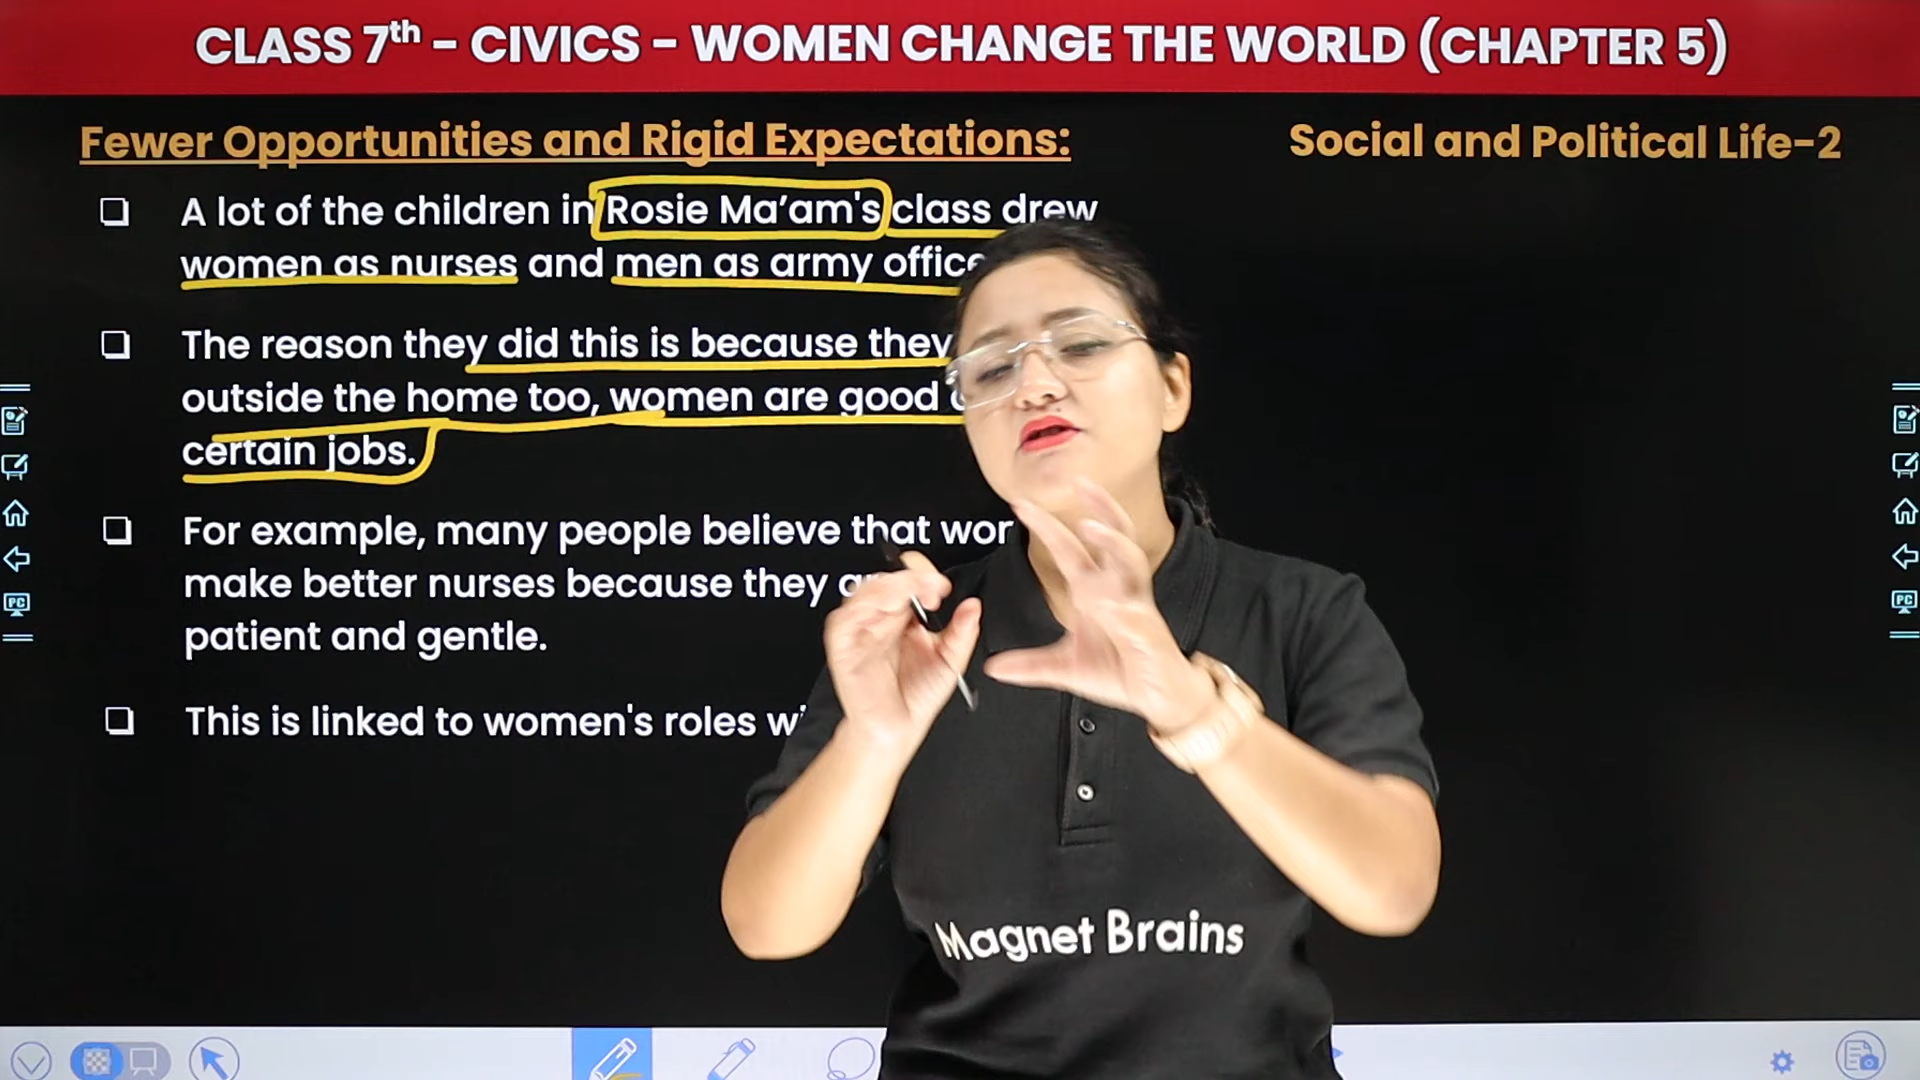 CLASS 7th - CIVICS - WOMEN CHANGE THE WORLD (CHAPTER 5)
Fewer Opportunities and Rigid Expectations:
Social and Political Life-2
❑ A lot of the children in Rosie Ma’am's class drew
women as nurses and men as army
❑ The reason they did this is because they
outside the home too, women are good
certain jobs.
❑ For example, many people believe that
make better nurses because they
patient and gentle.
❑ This is linked to women's roles
Magnet Brains
PC
PC